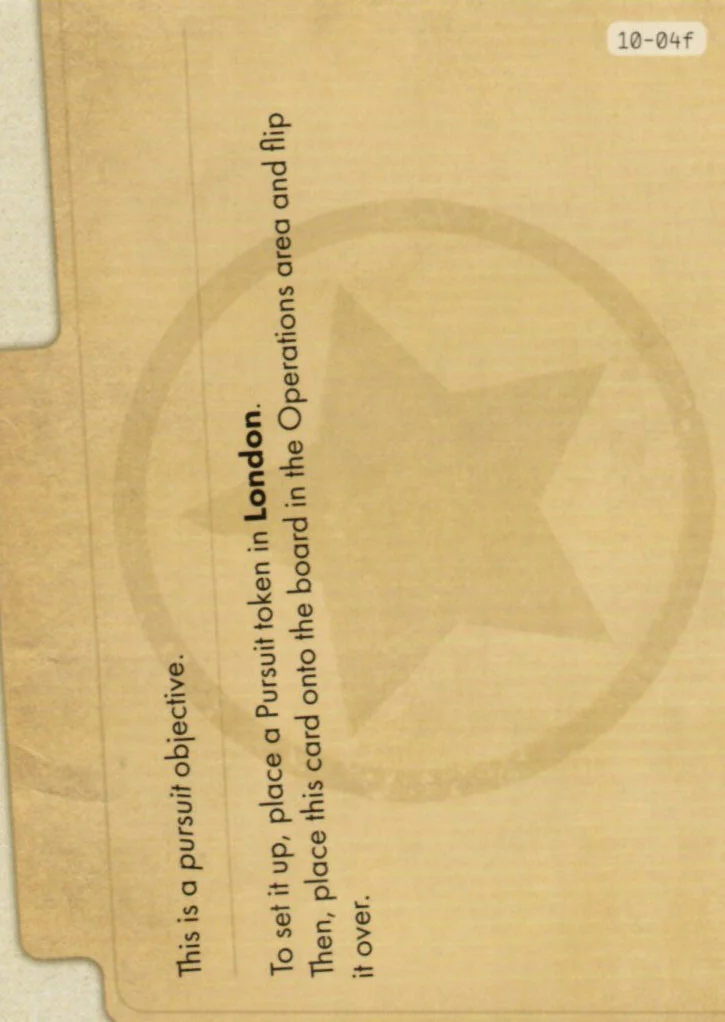 10-04f
This is a pursuit objective.
To set it up, place a Pursuit token in London.
Then, place this card onto the board in the Operations area and flip
it over.